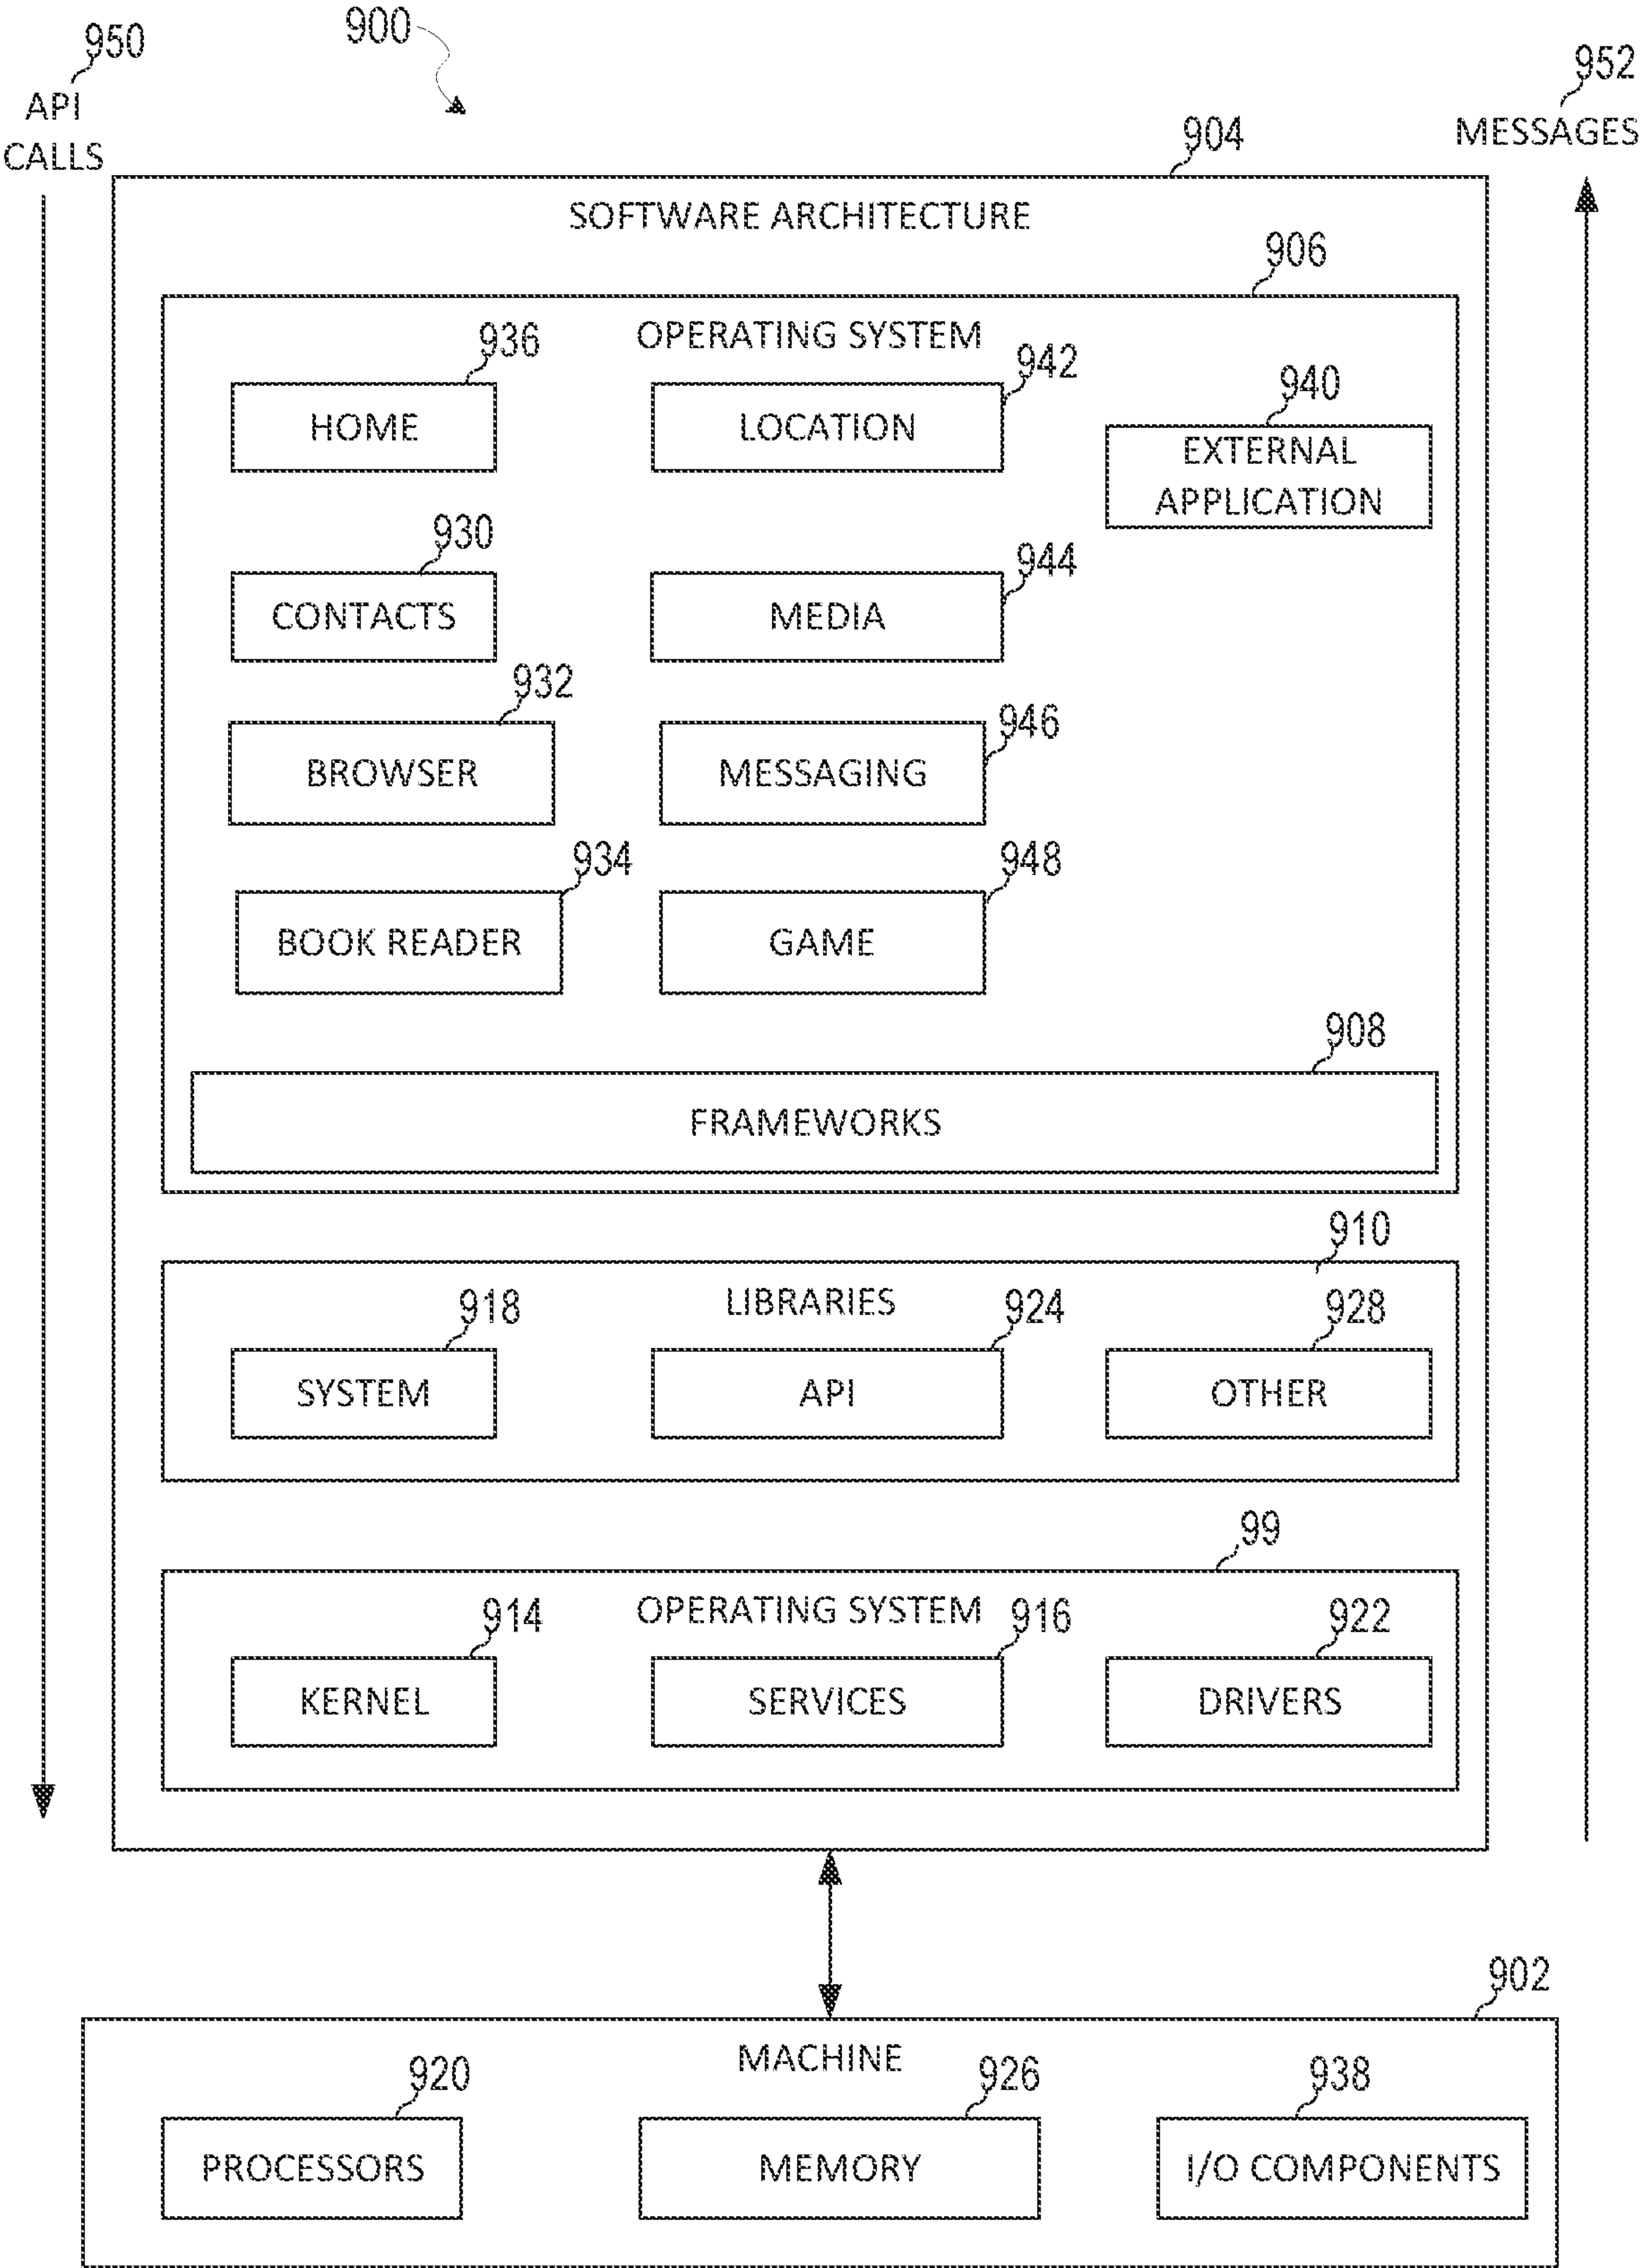 950
900
952
API
CALLS
MESSAGES
904
SOFTWARE ARCHITECTURE
906
OPERATING SYSTEM
936
942
940
HOME
LOCATION
EXTERNAL
APPLICATION
930
944
CONTACTS
MEDIA
932
946
BROWSER
MESSAGING
934
948
BOOK READER
GAME
908
FRAMEWORKS
910
LIBRARIES
918
924
928
SYSTEM
API
OTHER
99
OPERATING SYSTEM
914
916
922
KERNEL
SERVICES
DRIVERS
902
MACHINE
920
926
938
PROCESSORS
MEMORY
I/O COMPONENTS